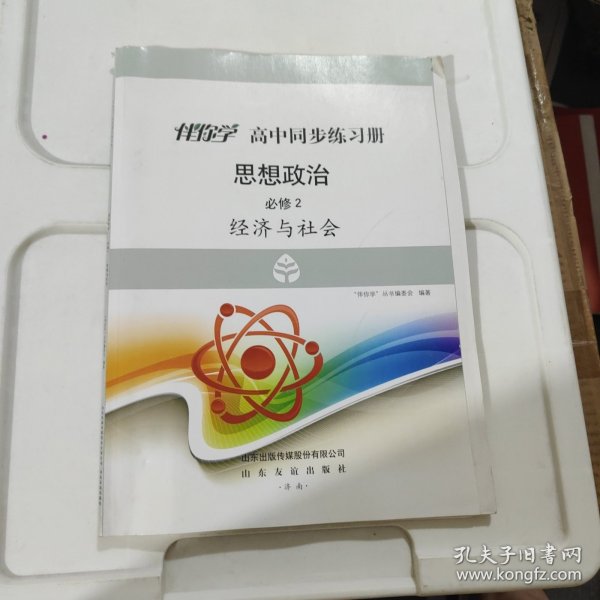 伴你学 高中同步练习册
思想政治
必修2
经济与社会
"伴你学"丛书编委会 编著
山东出版传媒股份有限公司
山东友谊出版社
·济南·
孔夫子旧书网
www.kongfz.com